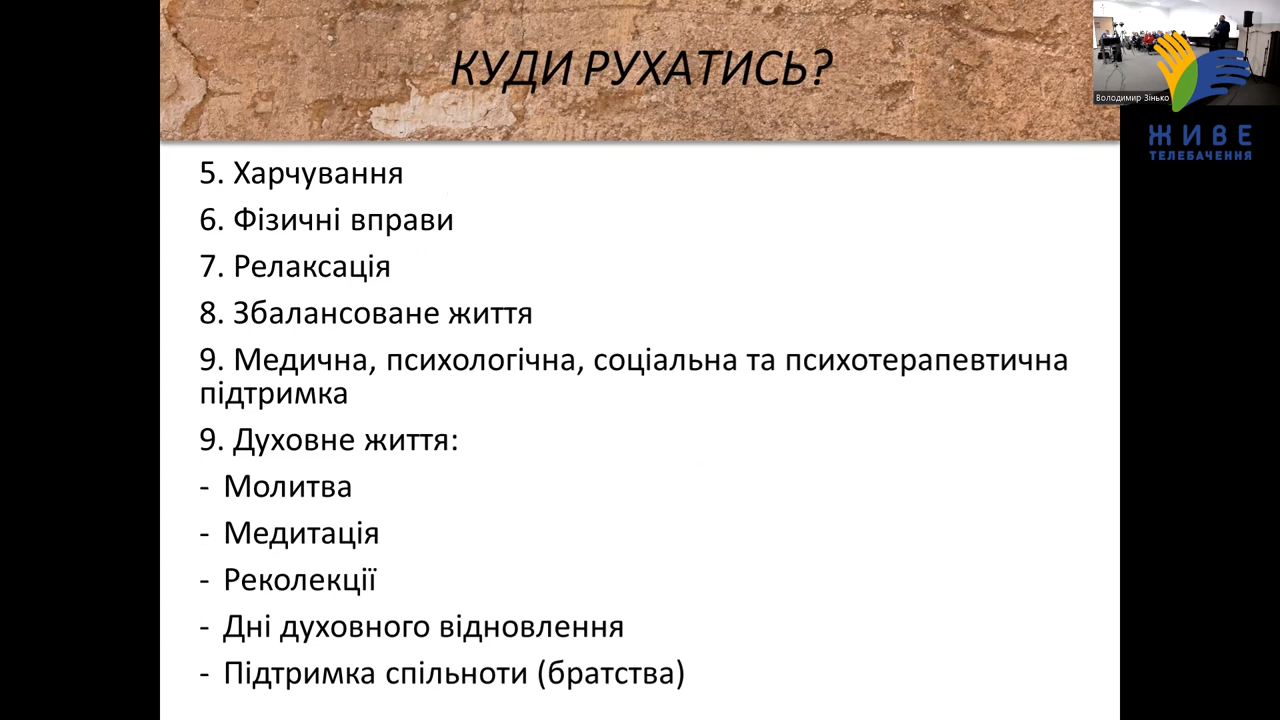 КУДИ РУХАТИСЬ?
5. Харчування
6. Фізичні вправи
7. Релаксація
8. Збалансоване життя
9. Медична, психологічна, соціальна та психотерапевтична
підтримка
9. Духовне життя:
- Молитва
- Медитація
- Реколекції
- Дні духовного відновлення
- Підтримка спільноти (братства)
Володимир Зінько
ЖИВЕ
ТЕЛЕБАЧЕННЯ